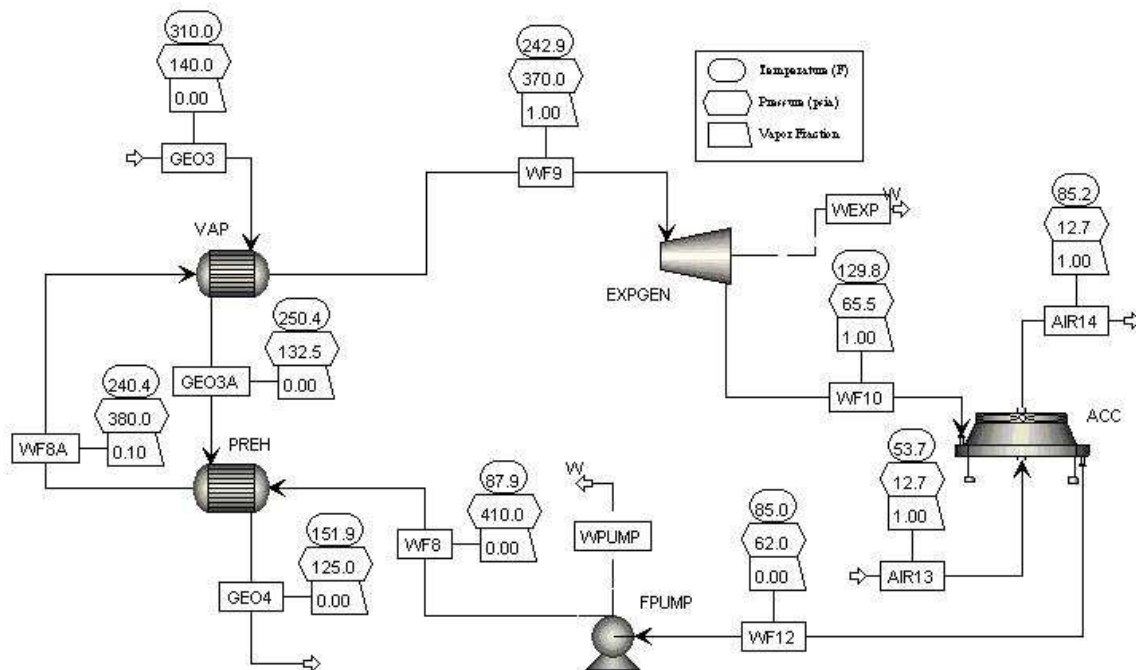 310.0
140.0
0.00
GEO3
VAP
242.9
370.0
1.00
WF9
Temperature (F)
Pressure (psia)
Vapor Fraction
W
WEXP
EXPGEN
85.2
12.7
1.00
AIR14
129.8
65.5
1.00
WF10
ACC
250.4
132.5
0.00
GEO3A
240.4
380.0
0.10
WF8A
PREH
53.7
12.7
1.00
AIR13
87.9
410.0
0.00
WF8
W
WPUMP
85.0
62.0
0.00
WF12
FPUMP
151.9
125.0
0.00
GEO4